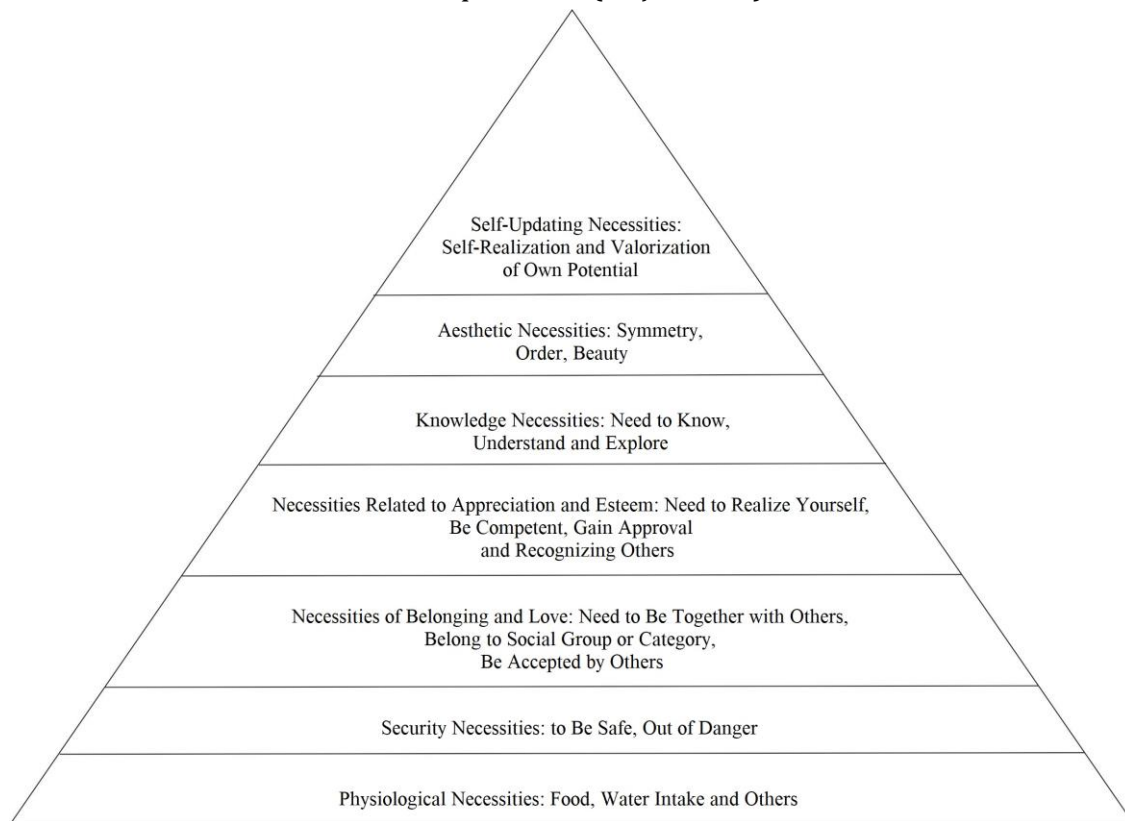 Self-Updating Necessities:
Self-Realization and Valorization
of Own Potential
Aesthetic Necessities: Symmetry,
Order, Beauty
Knowledge Necessities: Need to Know,
Understand and Explore
Necessities Related to Appreciation and Esteem: Need to Realize Yourself,
Be Competent, Gain Approval
and Recognizing Others
Necessities of Belonging and Love: Need to Be Together with Others,
Belong to Social Group or Category,
Be Accepted by Others
Security Necessities: to Be Safe, Out of Danger
Physiological Necessities: Food, Water Intake and Others